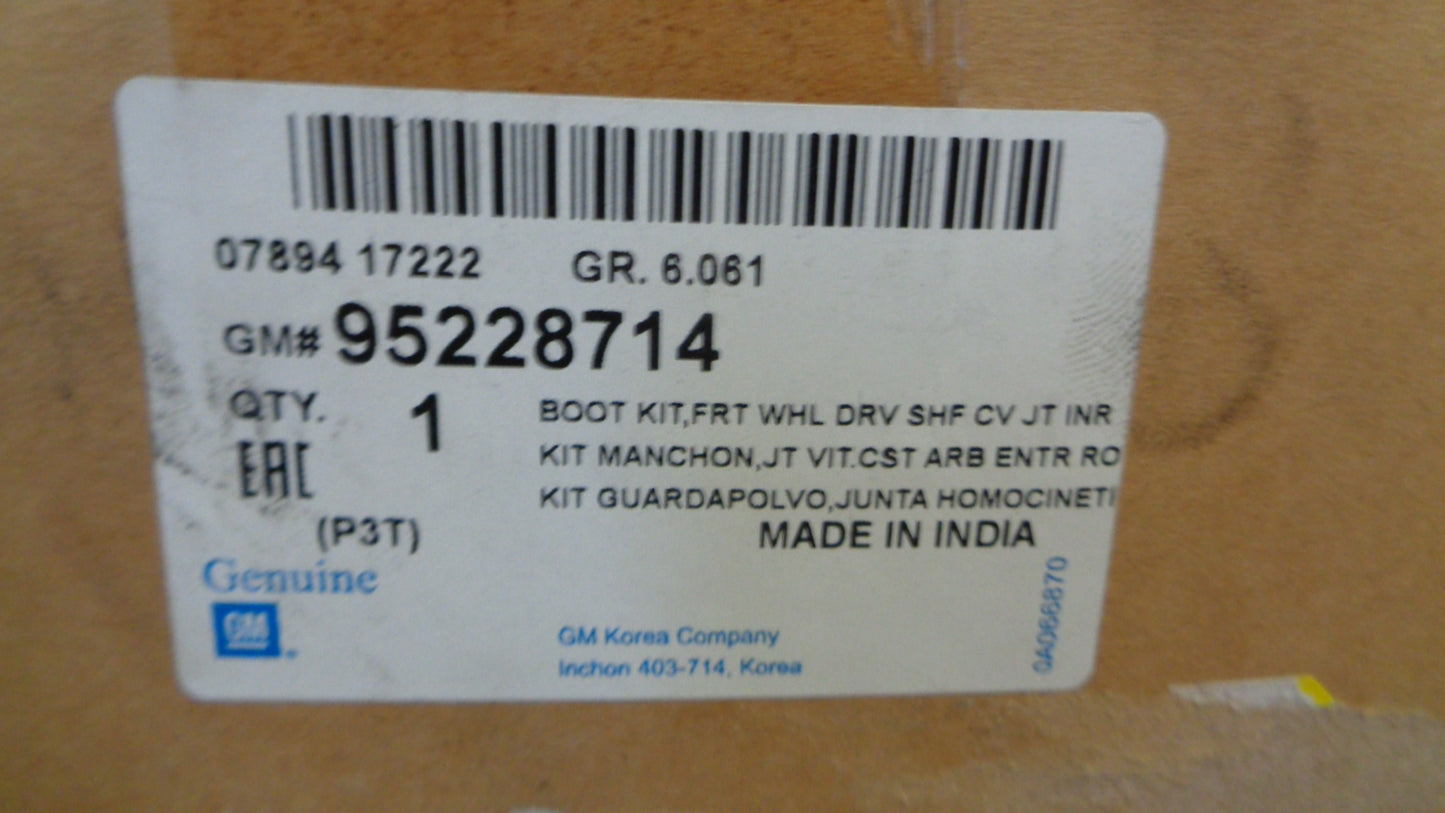 07894 17222 GR. 6.061
GM# 95228714
QTY. 1
BOOT KIT,FRT WHL DRV SHF CV JT INR
KIT MANCHON,JT VIT.CST ARB ENTR RO
KIT GUARDAPOLVO,JUNTA HOMOCINETI
EAC
(P3T)
MADE IN INDIA
Genuine
GM
GM Korea Company
Inchon 403-714, Korea
0A066870